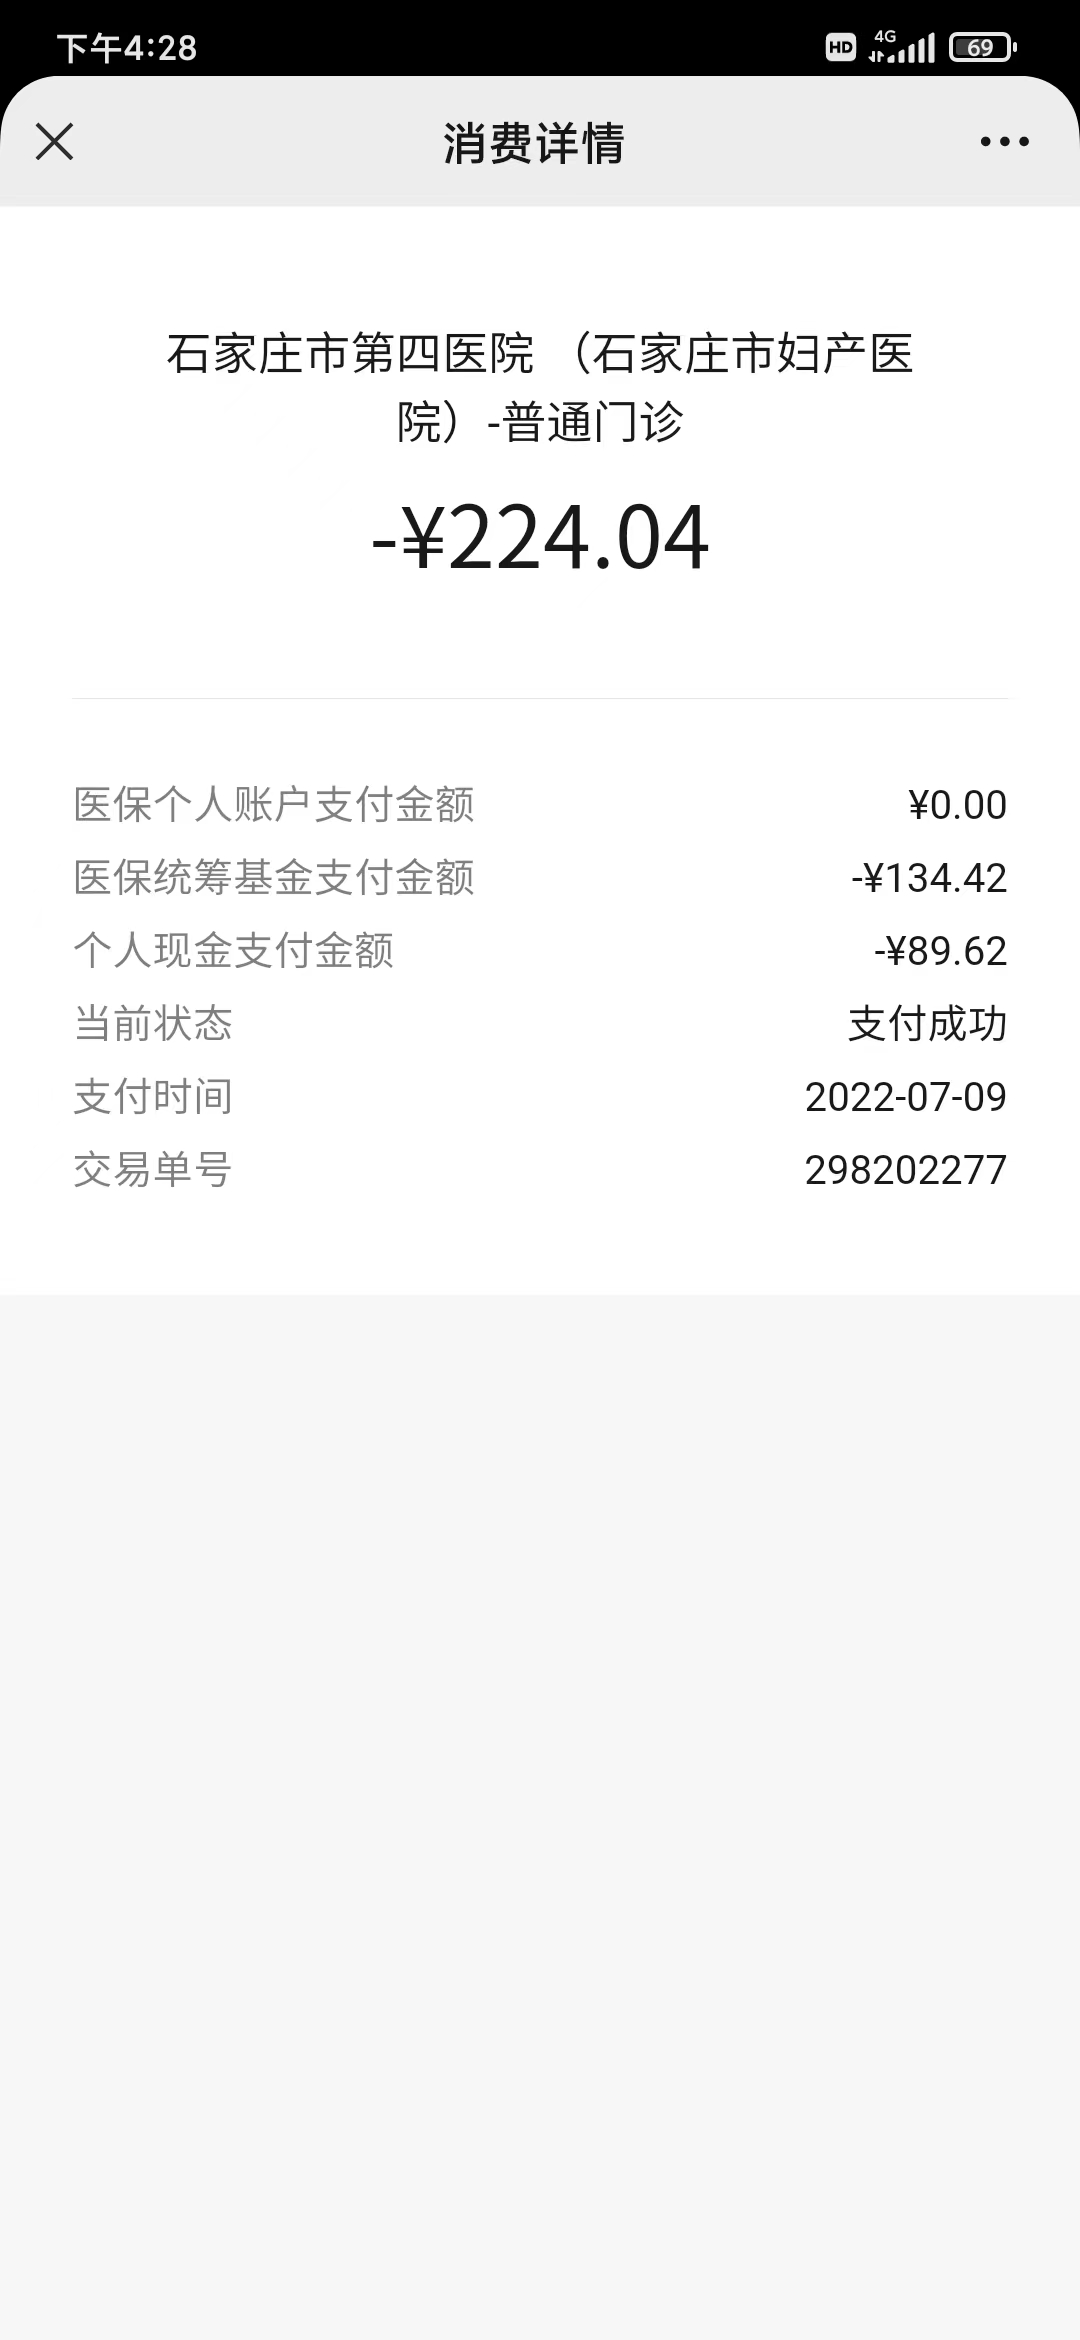 下午4:28
HD 4G 69
消费详情
石家庄市第四医院 （石家庄市妇产医
院）-普通门诊
-¥224.04
医保个人账户支付金额 ¥0.00
医保统筹基金支付金额 -¥134.42
个人现金支付金额 -¥89.62
当前状态 支付成功
支付时间 2022-07-09
交易单号 298202277